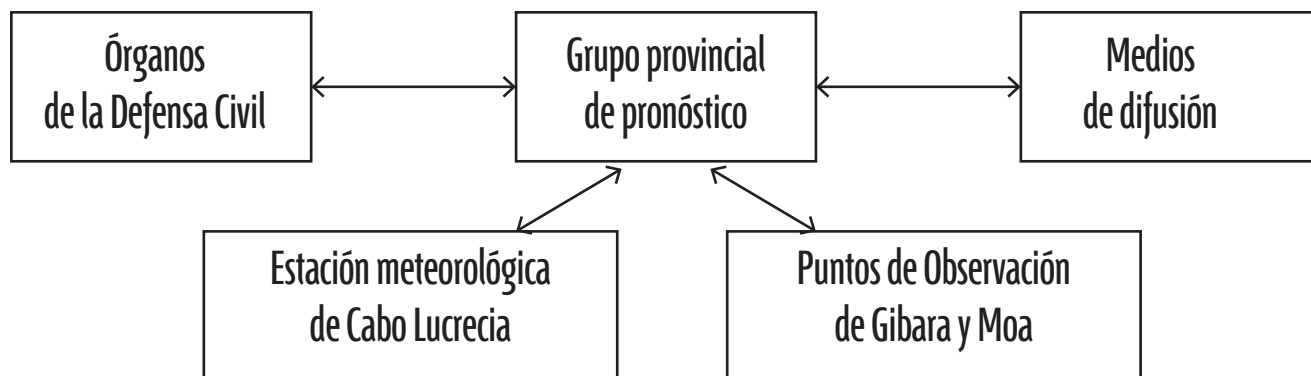 Órganos
de la Defensa Civil
Grupo provincial
de pronóstico
Medios
de difusión
Estación meteorológica
de Cabo Lucrecia
Puntos de Observación
de Gibara y Moa